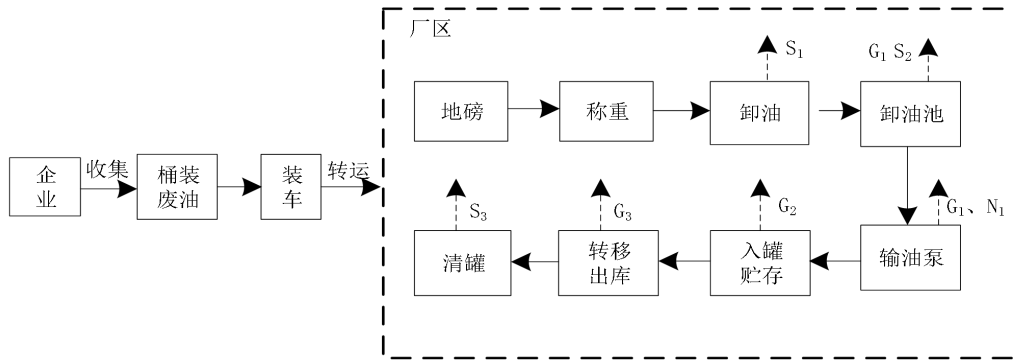 厂区
S₁
G₁ S₂
地磅
称重
卸油
卸油池
企业
收集
桶装废油
装车
转运
S₃
G₃
G₂
G₁、N₁
清罐
转移出库
入罐贮存
输油泵